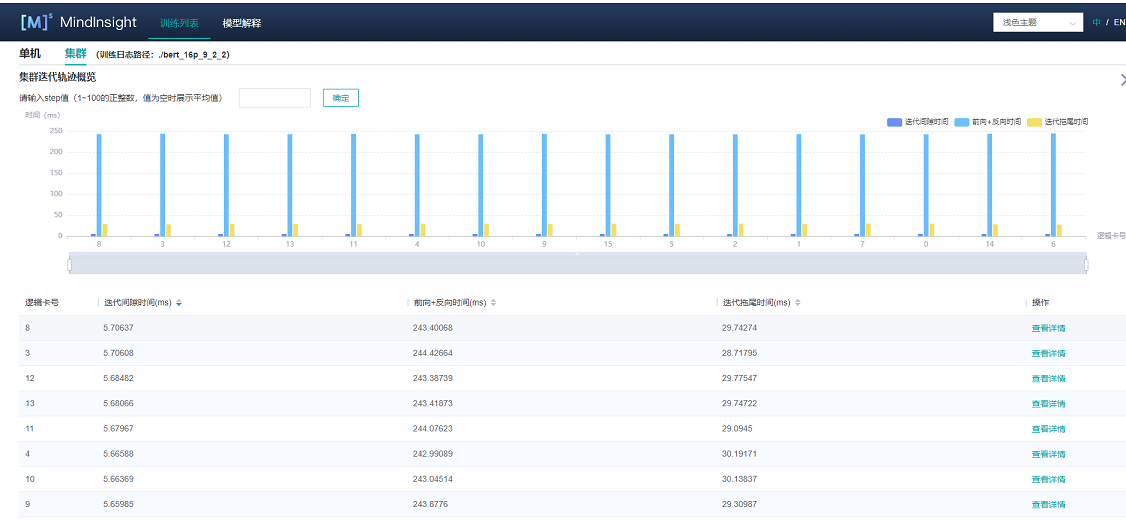 [M]s MindInsight 训练列表 模型解释 浅色主题 中 / EN
单机 集群 (训练日志路径: ./bert_16p_9_2_2)
集群迭代轨迹概览
请输入step值（1~100的正整数，值为空时展示平均值） 确定
时间（ms）
迭代间隙时间 前向+反向时间 迭代拖尾时间
250
200
150
100
50
0
8 3 12 13 11 4 10 9 15 5 2 1 7 0 14 6
逻辑卡号
逻辑卡号 迭代间隙时间(ms) 前向+反向时间(ms) 迭代拖尾时间(ms) 操作
8 5.70637 243.40068 29.74274 查看详情
3 5.70608 244.42664 28.71795 查看详情
12 5.68482 243.38739 29.77547 查看详情
13 5.68066 243.41873 29.74722 查看详情
11 5.67967 244.07623 29.0945 查看详情
4 5.66588 242.99089 30.19171 查看详情
10 5.66369 243.04514 30.13837 查看详情
9 5.65985 243.8776 29.30987 查看详情